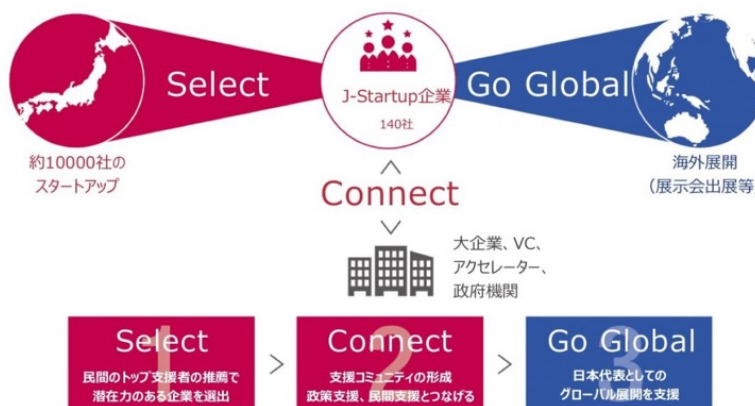 Select
J-Startup企業
140社
Go Global
約10000社の
スタートアップ
海外展開
（展示会出展等
Connect
大企業、VC、
アクセレーター、
政府機関
1
Select
民間のトップ支援者の推薦で
潜在力のある企業を選出
>
2
Connect
支援コミュニティの形成
政策支援、民間支援とつなげる
>
3
Go Global
日本代表としての
グローバル展開を支援